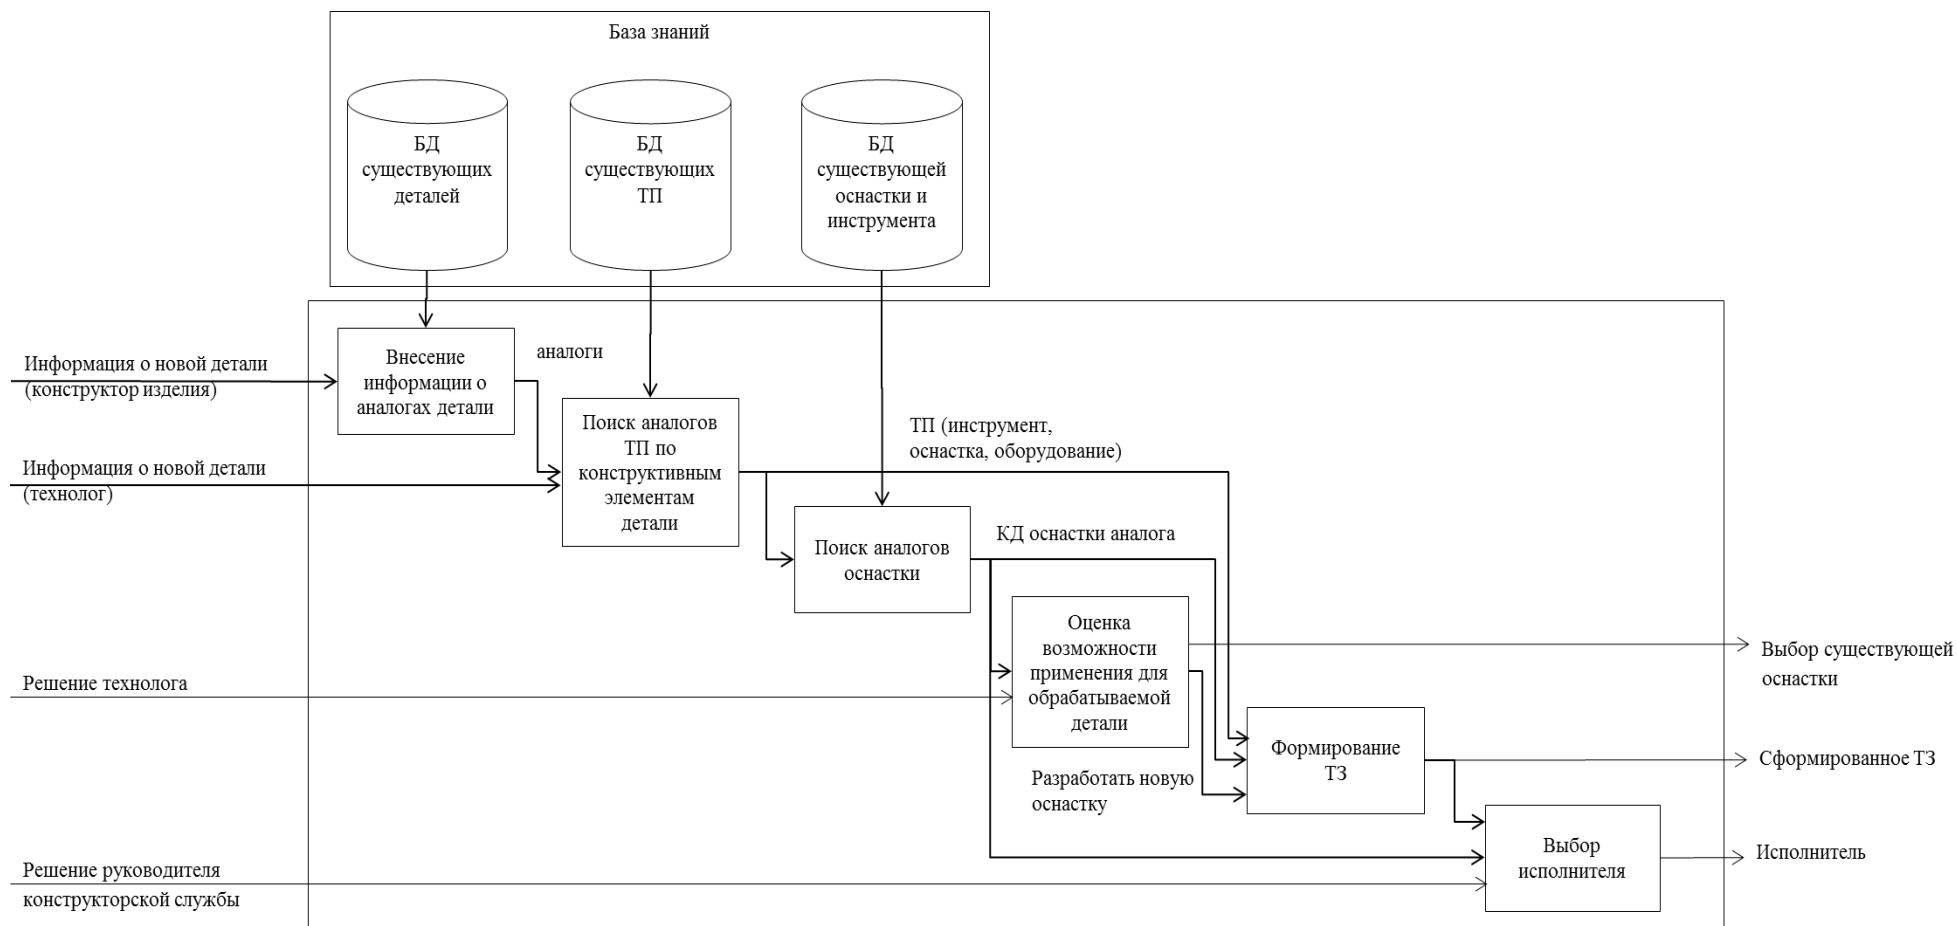 База знаний
БД
существующих
деталей
БД
существующих
ТП
БД
существующей
оснастки и
инструмента
Информация о новой детали
(конструктор изделия)
Внесение
информации о
аналогах детали
аналоги
Информация о новой детали
(технолог)
Поиск аналогов
ТП по
конструктивным
элементам
детали
ТП (инструмент,
оснастка, оборудование)
Поиск аналогов
оснастки
КД оснастки аналога
Оценка
возможности
применения для
обрабатываемой
детали
Выбор существующей
оснастки
Решение технолога
Разработать новую
оснастку
Формирование
ТЗ
Сформированное ТЗ
Выбор
исполнителя
Исполнитель
Решение руководителя
конструкторской службы